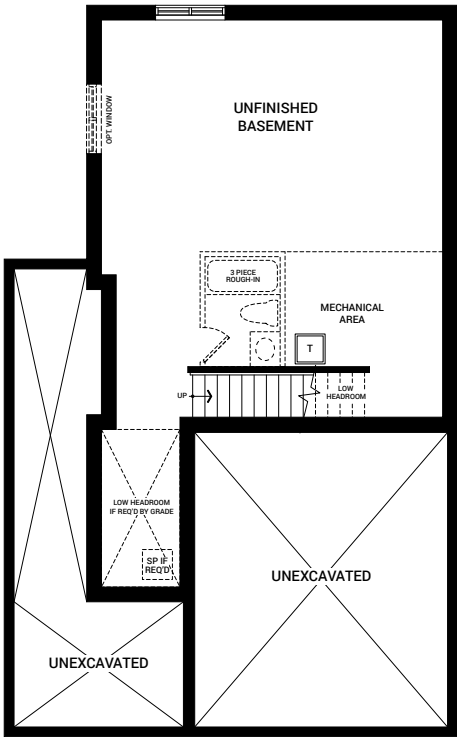 UNFINISHED
BASEMENT
OPT. WINDOW
3 PIECE
ROUGH-IN
MECHANICAL
AREA
T
UP
LOW
HEADROOM
LOW HEADROOM
IF REQ'D BY GRADE
SP IF
REQ'D
UNEXCAVATED
UNEXCAVATED